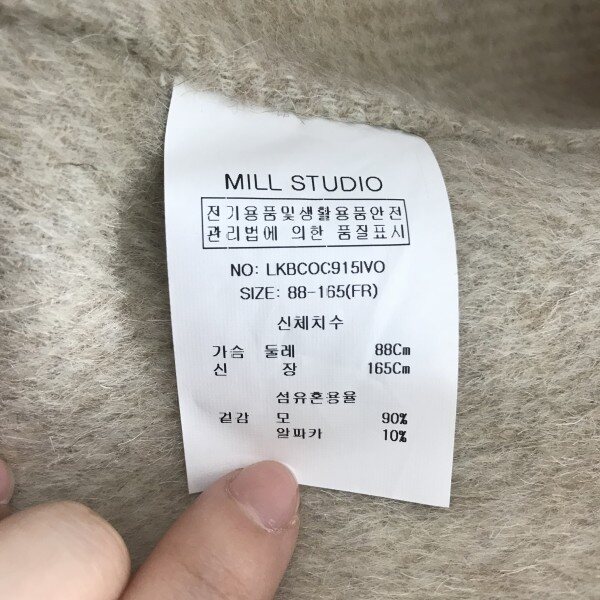 MILL STUDIO
전기용품및생활용품안전
관리법에 의한 품질표시
NO: LKBCOC915IVO
SIZE: 88-165(FR)
신체치수
가슴 둘레 88Cm
신 장 165Cm
섬유혼용율
겉감 모 90%
알파카 10%